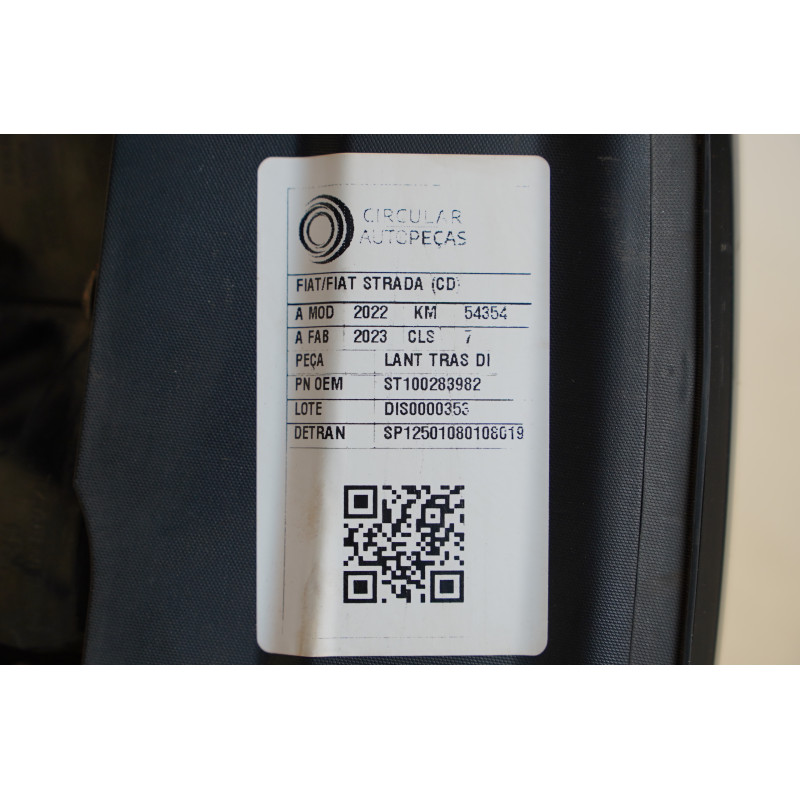 CIRCULAR
AUTOPEÇAS
FIAT/FIAT STRADA (CD)
A MOD 2022 KM 54354
A FAB 2023 CLS 7
PEÇA LANT TRAS DI
PN OEM ST100283982
LOTE DIS0000353
DETRAN SP12501080108019